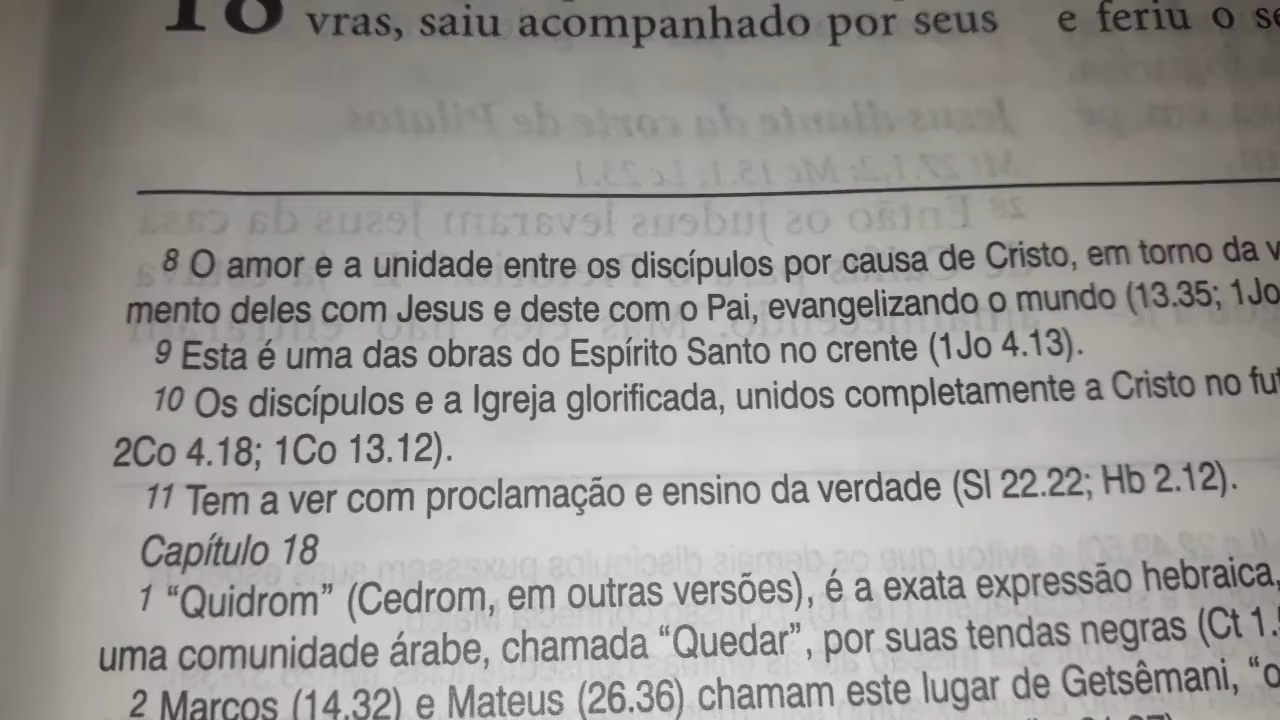 18 vras, saiu acompanhado por seus e feriu o
8 O amor e a unidade entre os discípulos por causa de Cristo, em torno da
mento deles com Jesus e deste com o Pai, evangelizando o mundo (13.35; 1Jo
9 Esta é uma das obras do Espírito Santo no crente (1Jo 4.13).
10 Os discípulos e a Igreja glorificada, unidos completamente a Cristo no
2Co 4.18; 1Co 13.12).
11 Tem a ver com proclamação e ensino da verdade (Sl 22.22; Hb 2.12).
Capítulo 18
1 “Quidrom” (Cedrom, em outras versões), é a exata expressão hebraica,
uma comunidade árabe, chamada “Quedar”, por suas tendas negras (Ct 1.
2 Marcos (14.32) e Mateus (26.36) chamam este lugar de Getsêmani,